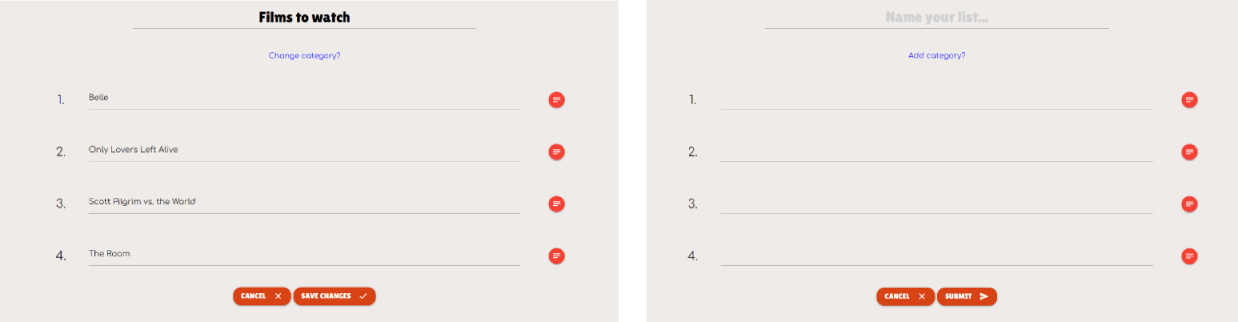 Films to watch
Change category?
1. Belle
2. Only Lovers Left Alive
3. Scott Pilgrim vs. the World
4. The Room
CANCEL SAVE CHANGES
Name your list...
Add category?
1.
2.
3.
4.
CANCEL SUBMIT